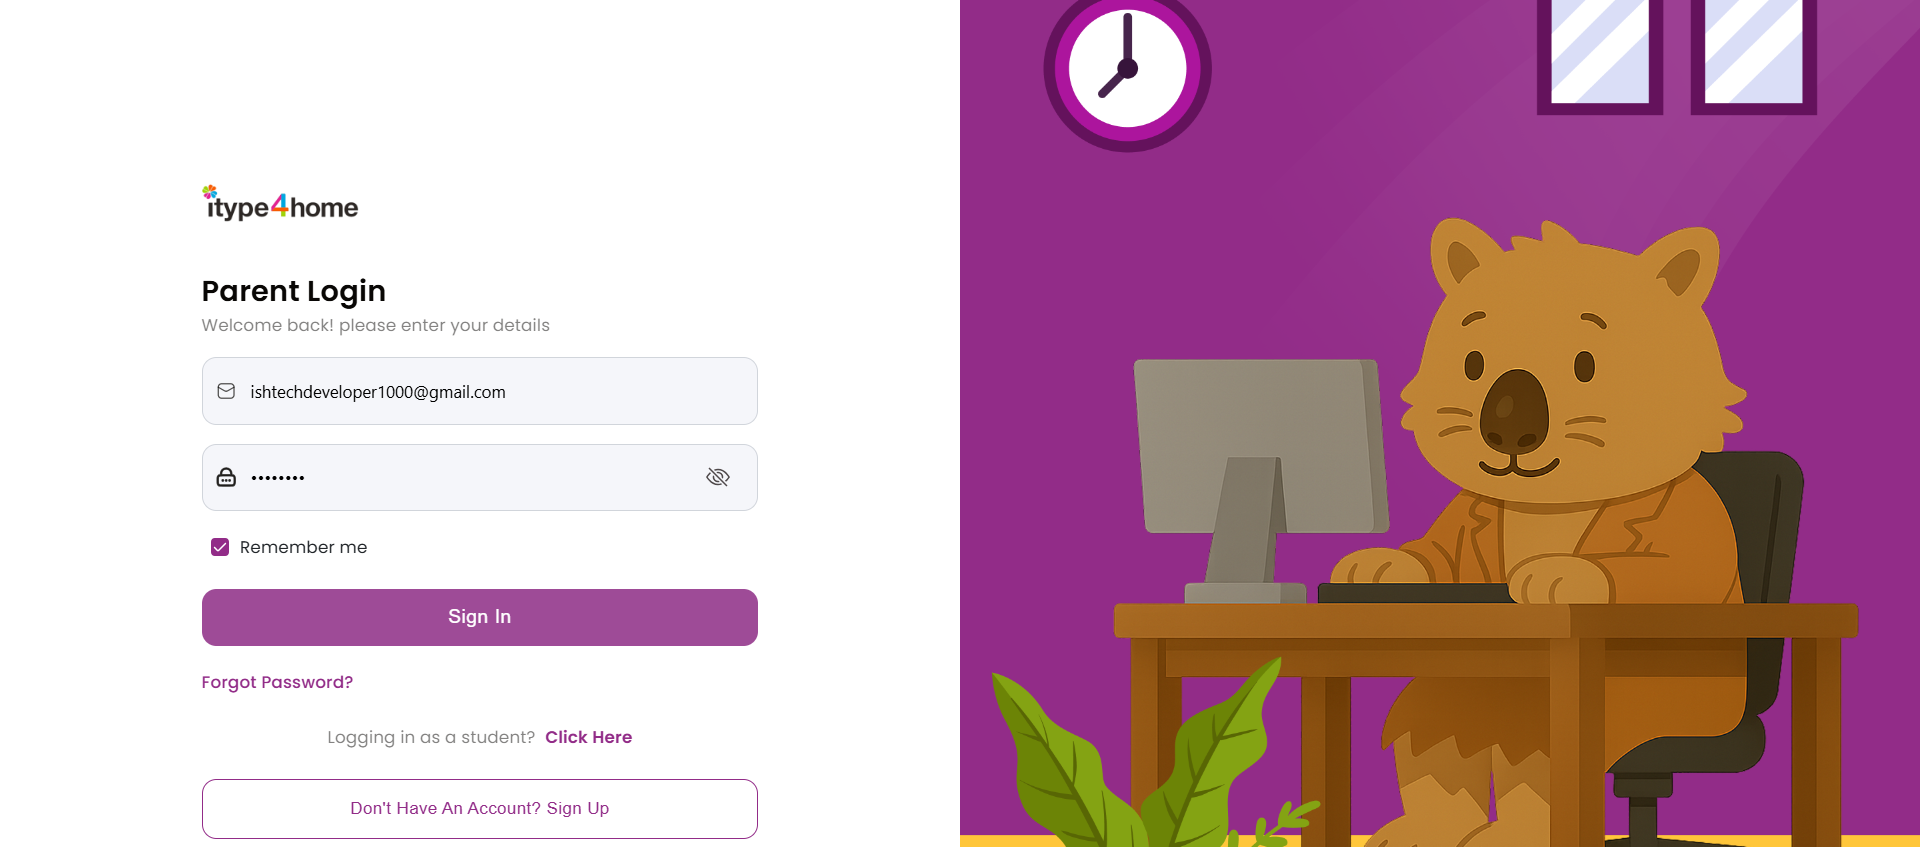 itype4home
Parent Login
Welcome back! please enter your details
ishtechdeveloper1000@gmail.com
••••••••
Remember me
Sign In
Forgot Password?
Logging in as a student? Click Here
Don't Have An Account? Sign Up